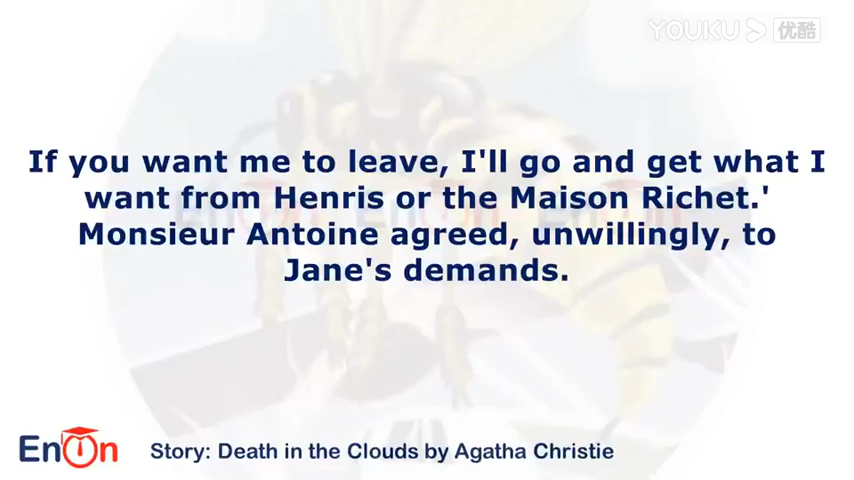 YOUKU 优酷
If you want me to leave, I'll go and get what I
want from Henris or the Maison Richet.'
Monsieur Antoine agreed, unwillingly, to
Jane's demands.
EnOn
Story: Death in the Clouds by Agatha Christie